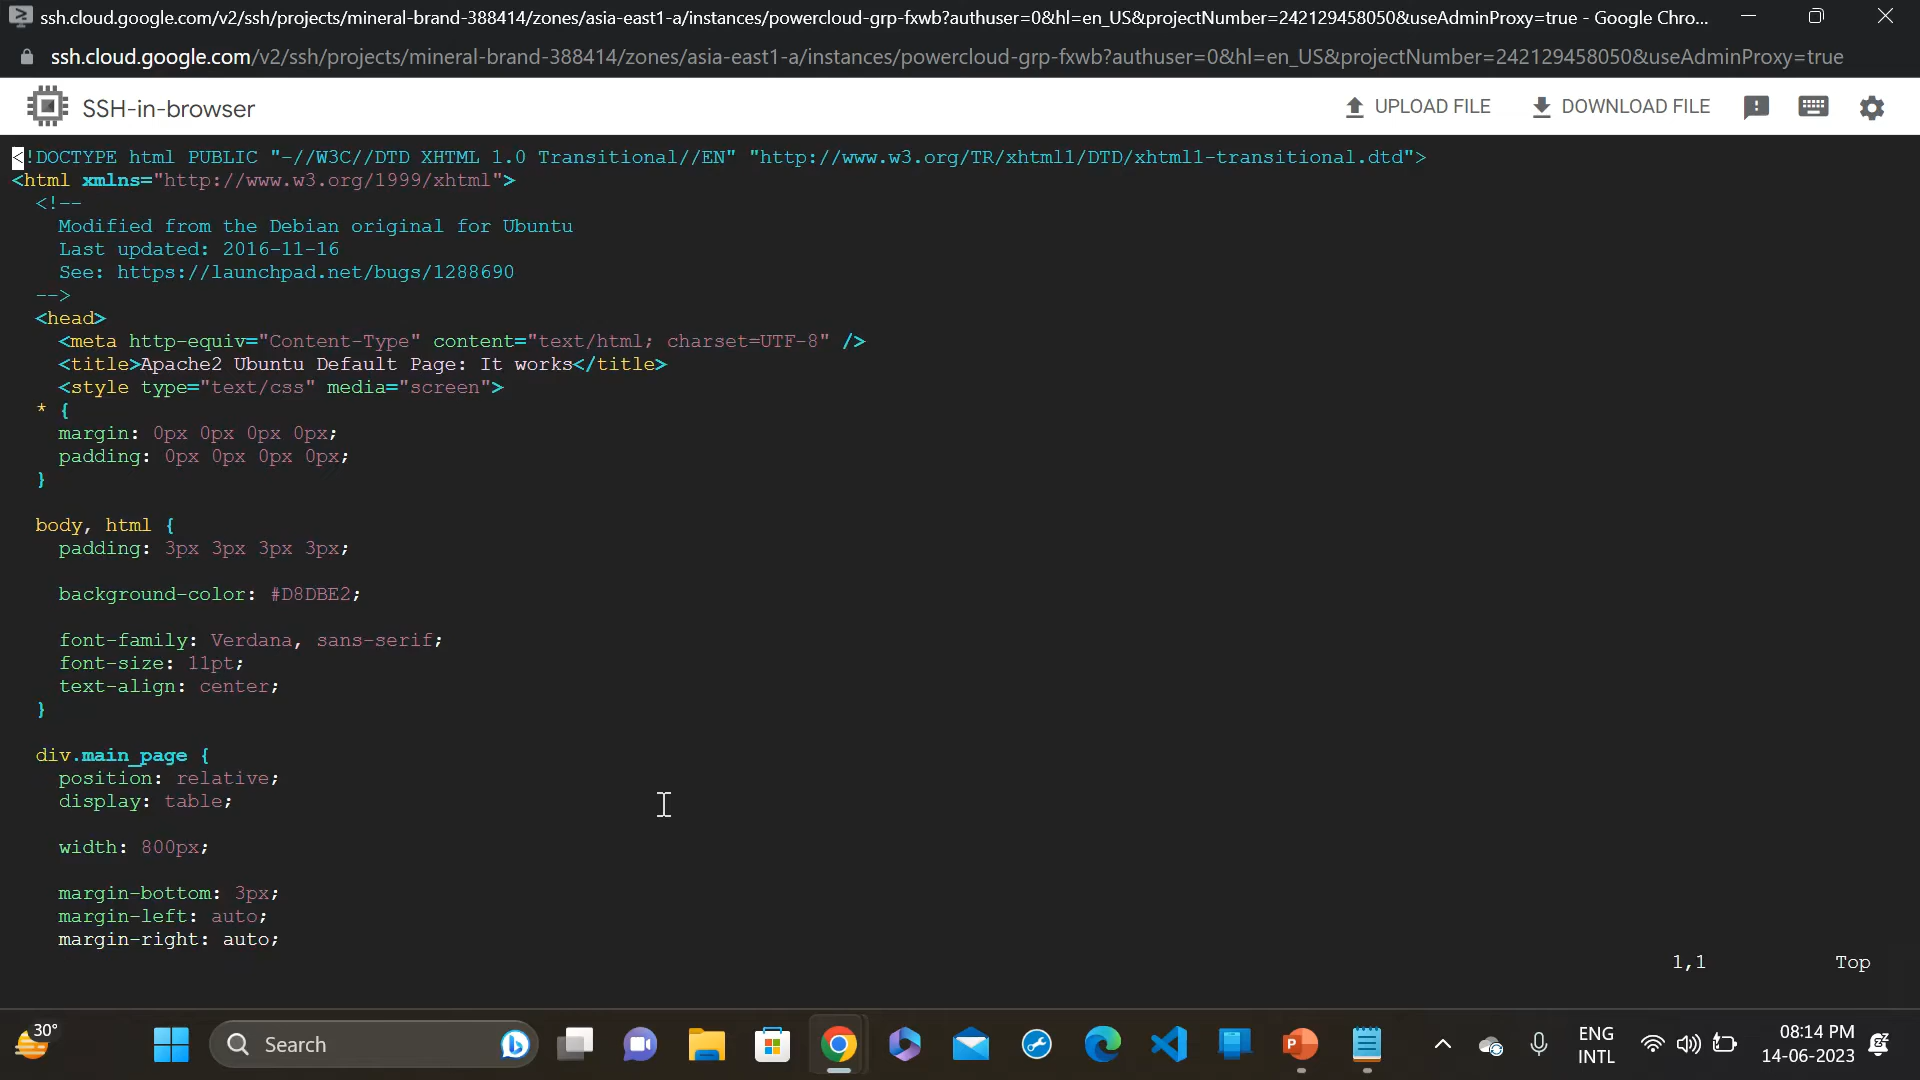 ssh.cloud.google.com/v2/ssh/projects/mineral-brand-388414/zones/asia-east1-a/instances/powercloud-grp-fxwb?authuser=0&hl=en_US&projectNumber=242129458050&useAdminProxy=true - Google Chro...
ssh.cloud.google.com/v2/ssh/projects/mineral-brand-388414/zones/asia-east1-a/instances/powercloud-grp-fxwb?authuser=0&hl=en_US&projectNumber=242129458050&useAdminProxy=true
SSH-in-browser
UPLOAD FILE
DOWNLOAD FILE
<!DOCTYPE html PUBLIC "-//W3C//DTD XHTML 1.0 Transitional//EN" "http://www.w3.org/TR/xhtml1/DTD/xhtml1-transitional.dtd">
<html xmlns="http://www.w3.org/1999/xhtml">
<!--
Modified from the Debian original for Ubuntu
Last updated: 2016-11-16
See: https://launchpad.net/bugs/1288690
-->
<head>
<meta http-equiv="Content-Type" content="text/html; charset=UTF-8" />
<title>Apache2 Ubuntu Default Page: It works</title>
<style type="text/css" media="screen">
* {
margin: 0px 0px 0px 0px;
padding: 0px 0px 0px 0px;
}
body, html {
padding: 3px 3px 3px 3px;
background-color: #D8DBE2;
font-family: Verdana, sans-serif;
font-size: 11pt;
text-align: center;
}
div.main_page {
position: relative;
display: table;
width: 800px;
margin-bottom: 3px;
margin-left: auto;
margin-right: auto;
1,1
Top
30°
Search
ENG
INTL
08:14 PM
14-06-2023